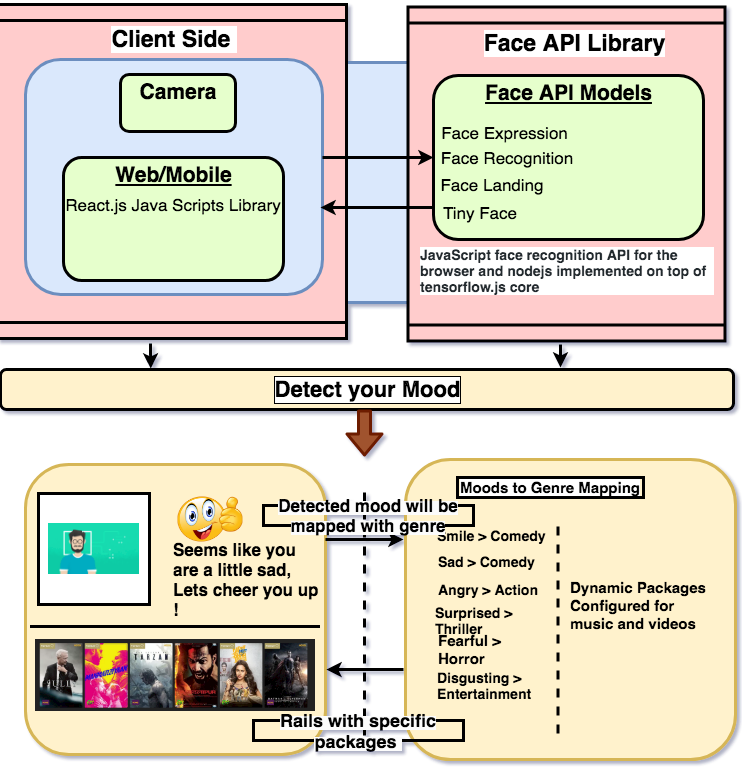 Client Side
Camera
Web/Mobile
React.js Java Scripts Library
Face API Library
Face API Models
Face Expression
Face Recognition
Face Landing
Tiny Face
JavaScript face recognition API for the
browser and nodejs implemented on top of
tensorflow.js core
Detect your Mood
Seems like you
are a little sad,
Lets cheer you up
!
TARZAN
Detected mood will be
mapped with genre
Rails with specific
packages
Moods to Genre Mapping
Smile > Comedy
Sad > Comedy
Angry > Action
Surprised >
Thriller
Fearful >
Horror
Disgusting >
Entertainment
Dynamic Packages
Configured for
music and videos